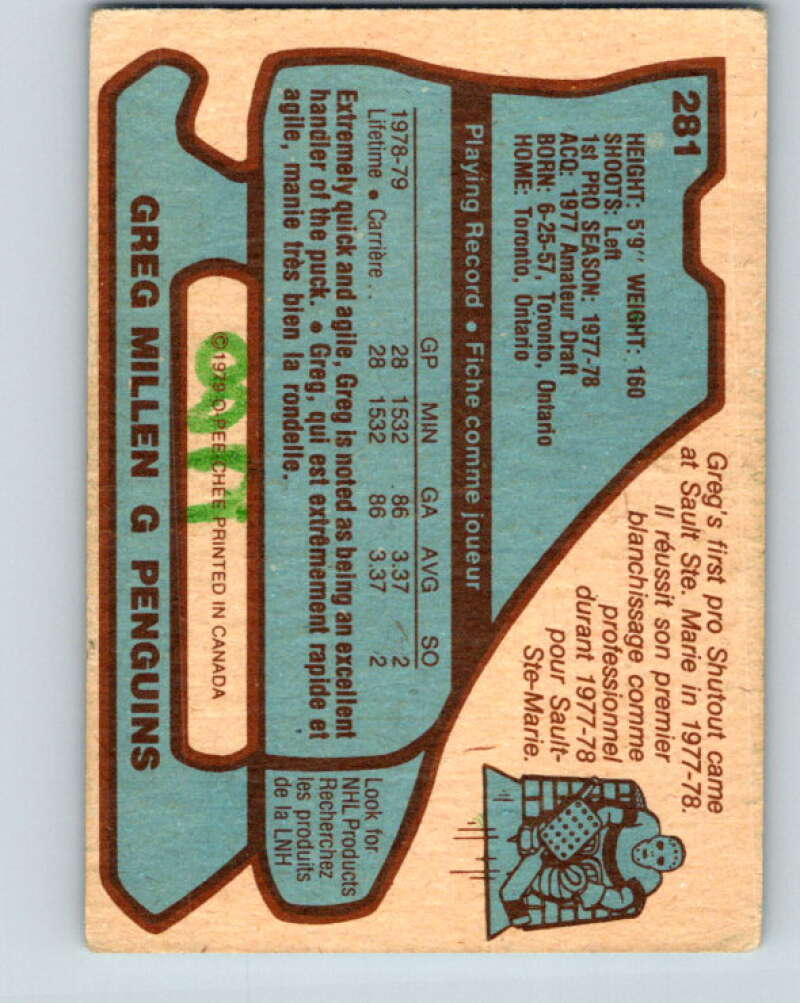 281
HEIGHT: 5'9'' WEIGHT: 160
SHOOTS: Left
1st PRO SEASON: 1977-78
ACQ: 1977 Amateur Draft
BORN: 6-25-57, Toronto, Ontario
HOME: Toronto, Ontario
Greg's first pro Shutout came
at Sault Ste. Marie in 1977-78.
Il réussit son premier
blanchissage comme
professionnel
durant 1977-78
pour Sault-
Ste-Marie.
Playing Record • Fiche comme joueur
GP MIN GA AVG SO
1978-79 28 1532 86 3.37 2
Lifetime • Carrière . . 28 1532 86 3.37 2
Extremely quick and agile, Greg is noted as being an excellent
handler of the puck. • Greg, qui est extrêmement rapide et
agile, manie très bien la rondelle.
Look for
NHL Products
Recherchez
les produits
de la LNH
© 1979 O-PEE-CHEE PRINTED IN CANADA
GREG MILLEN G PENGUINS